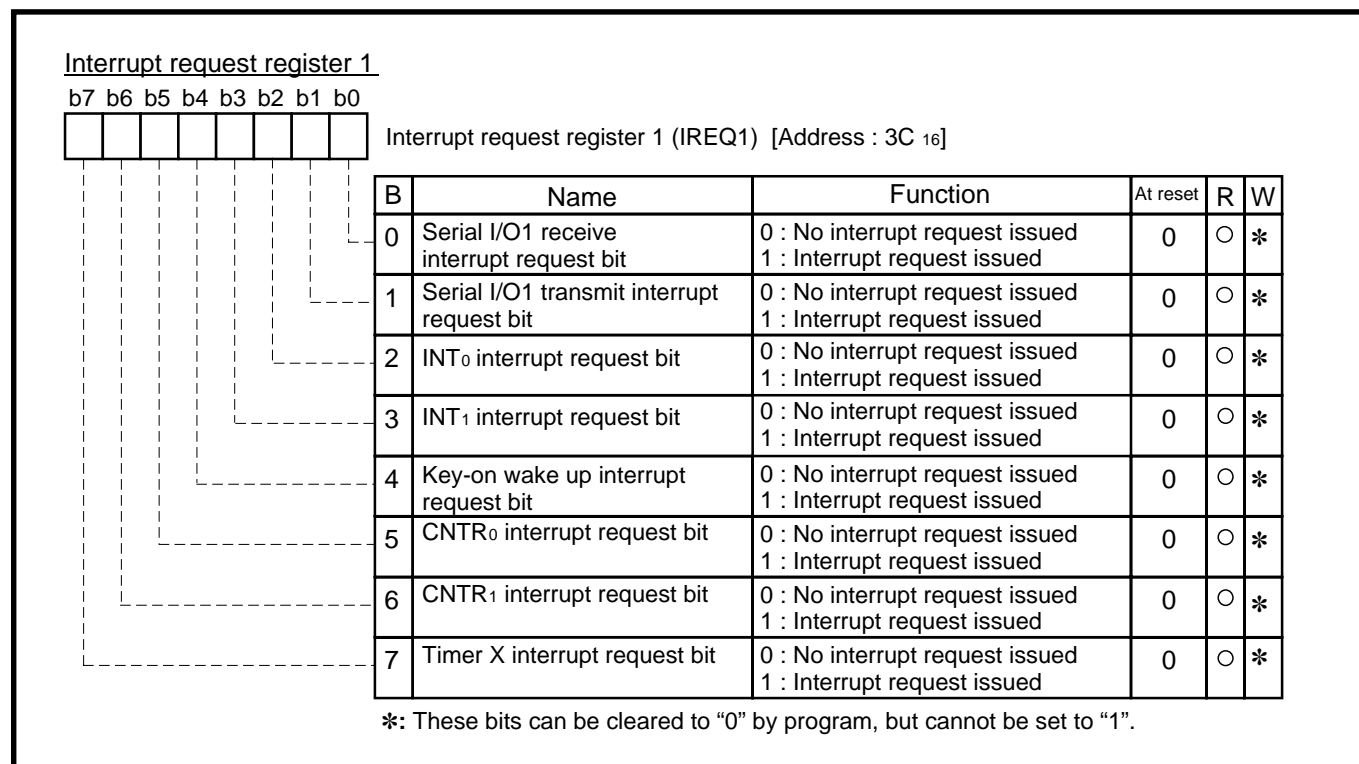 Interrupt request register 1
b7 b6 b5 b4 b3 b2 b1 b0
Interrupt request register 1 (IREQ1) [Address : 3C 16]
B Name Function At reset R W
0 Serial I/O1 receive interrupt request bit 0 : No interrupt request issued 1 : Interrupt request issued 0 ○ ✻
1 Serial I/O1 transmit interrupt request bit 0 : No interrupt request issued 1 : Interrupt request issued 0 ○ ✻
2 INT0 interrupt request bit 0 : No interrupt request issued 1 : Interrupt request issued 0 ○ ✻
3 INT1 interrupt request bit 0 : No interrupt request issued 1 : Interrupt request issued 0 ○ ✻
4 Key-on wake up interrupt request bit 0 : No interrupt request issued 1 : Interrupt request issued 0 ○ ✻
5 CNTR0 interrupt request bit 0 : No interrupt request issued 1 : Interrupt request issued 0 ○ ✻
6 CNTR1 interrupt request bit 0 : No interrupt request issued 1 : Interrupt request issued 0 ○ ✻
7 Timer X interrupt request bit 0 : No interrupt request issued 1 : Interrupt request issued 0 ○ ✻
✻: These bits can be cleared to “0” by program, but cannot be set to “1”.